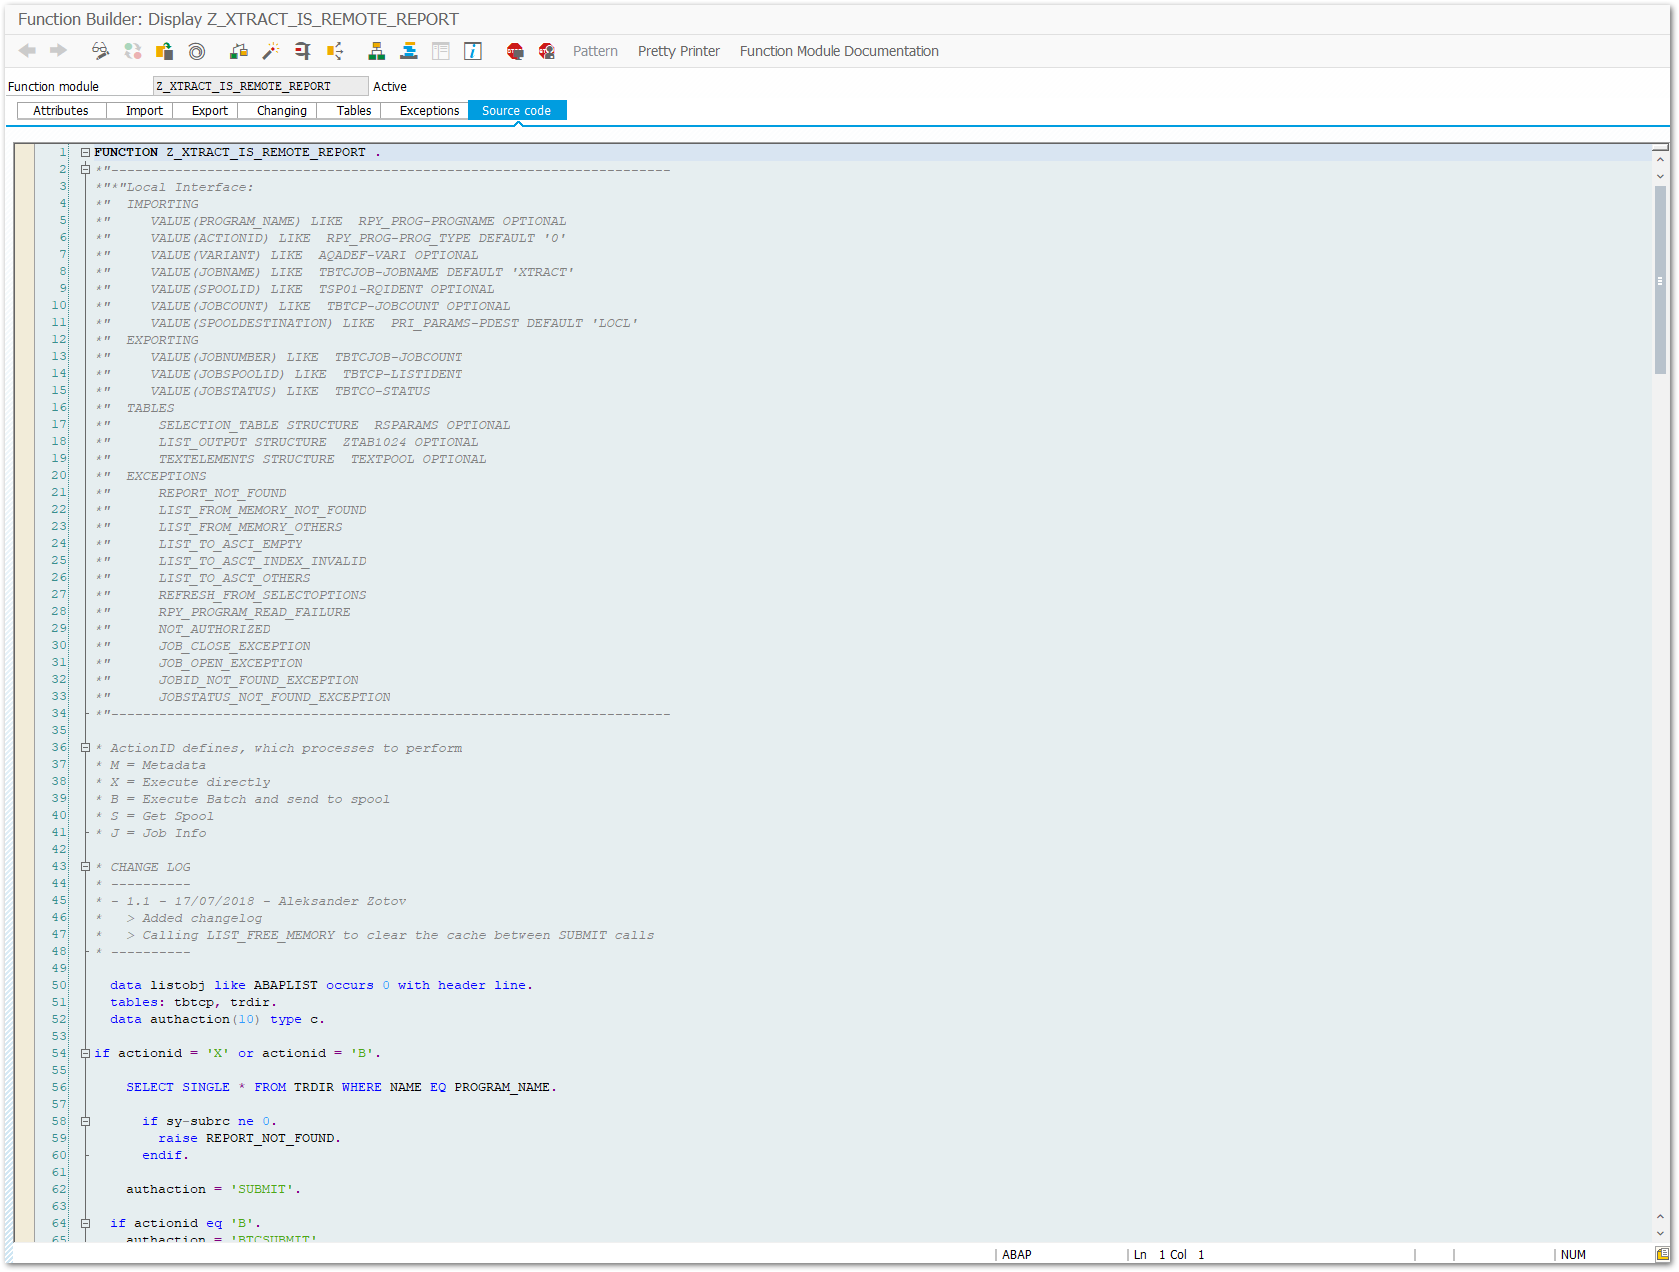 Function Builder: Display Z_XTRACT_IS_REMOTE_REPORT
Pattern Pretty Printer Function Module Documentation
Function module Z_XTRACT_IS_REMOTE_REPORT Active
Attributes Import Export Changing Tables Exceptions Source code
1 FUNCTION Z_XTRACT_IS_REMOTE_REPORT .
2 *"----------------------------------------------------------------------
3 *"*"Local Interface:
4 *"  IMPORTING
5 *"     VALUE(PROGRAM_NAME) LIKE  RPY_PROG-PROGNAME OPTIONAL
6 *"     VALUE(ACTIONID) LIKE  RPY_PROG-PROG_TYPE DEFAULT '0'
7 *"     VALUE(VARIANT) LIKE  AQADEF-VARI OPTIONAL
8 *"     VALUE(JOBNAME) LIKE  TBTCJOB-JOBNAME DEFAULT 'XTRACT'
9 *"     VALUE(SPOOLID) LIKE  TSP01-RQIDENT OPTIONAL
10 *"     VALUE(JOBCOUNT) LIKE  TBTCP-JOBCOUNT OPTIONAL
11 *"     VALUE(SPOOLDESTINATION) LIKE  PRI_PARAMS-PDEST DEFAULT 'LOCL'
12 *"  EXPORTING
13 *"     VALUE(JOBNUMBER) LIKE  TBTCJOB-JOBCOUNT
14 *"     VALUE(JOBSPOOLID) LIKE  TBTCP-LISTIDENT
15 *"     VALUE(JOBSTATUS) LIKE  TBTCO-STATUS
16 *"  TABLES
17 *"      SELECTION_TABLE STRUCTURE  RSPARAMS OPTIONAL
18 *"      LIST_OUTPUT STRUCTURE  ZTAB1024 OPTIONAL
19 *"      TEXTELEMENTS STRUCTURE  TEXTPOOL OPTIONAL
20 *"  EXCEPTIONS
21 *"      REPORT_NOT_FOUND
22 *"      LIST_FROM_MEMORY_NOT_FOUND
23 *"      LIST_FROM_MEMORY_OTHERS
24 *"      LIST_TO_ASCI_EMPTY
25 *"      LIST_TO_ASCT_INDEX_INVALID
26 *"      LIST_TO_ASCT_OTHERS
27 *"      REFRESH_FROM_SELECTOPTIONS
28 *"      RPY_PROGRAM_READ_FAILURE
29 *"      NOT_AUTHORIZED
30 *"      JOB_CLOSE_EXCEPTION
31 *"      JOB_OPEN_EXCEPTION
32 *"      JOBID_NOT_FOUND_EXCEPTION
33 *"      JOBSTATUS_NOT_FOUND_EXCEPTION
34 *"----------------------------------------------------------------------
35
36 * ActionID defines, which processes to perform
37 * M = Metadata
38 * X = Execute directly
39 * B = Execute Batch and send to spool
40 * S = Get Spool
41 * J = Job Info
42
43 * CHANGE LOG
44 * ----------
45 * - 1.1 - 17/07/2018 - Aleksander Zotov
46 *   > Added changelog
47 *   > Calling LIST_FREE_MEMORY to clear the cache between SUBMIT calls
48 * ----------
49
50 data listobj like ABAPLIST occurs 0 with header line.
51 tables: tbtcp, trdir.
52 data authaction(10) type c.
53
54 if actionid = 'X' or actionid = 'B'.
55
56 SELECT SINGLE * FROM TRDIR WHERE NAME EQ PROGRAM_NAME.
57
58 if sy-subrc ne 0.
59 raise REPORT_NOT_FOUND.
60 endif.
61
62 authaction = 'SUBMIT'.
63
64 if actionid eq 'B'.
65 authaction = 'BTCSUBMIT'
ABAP Ln 1 Col 1 NUM